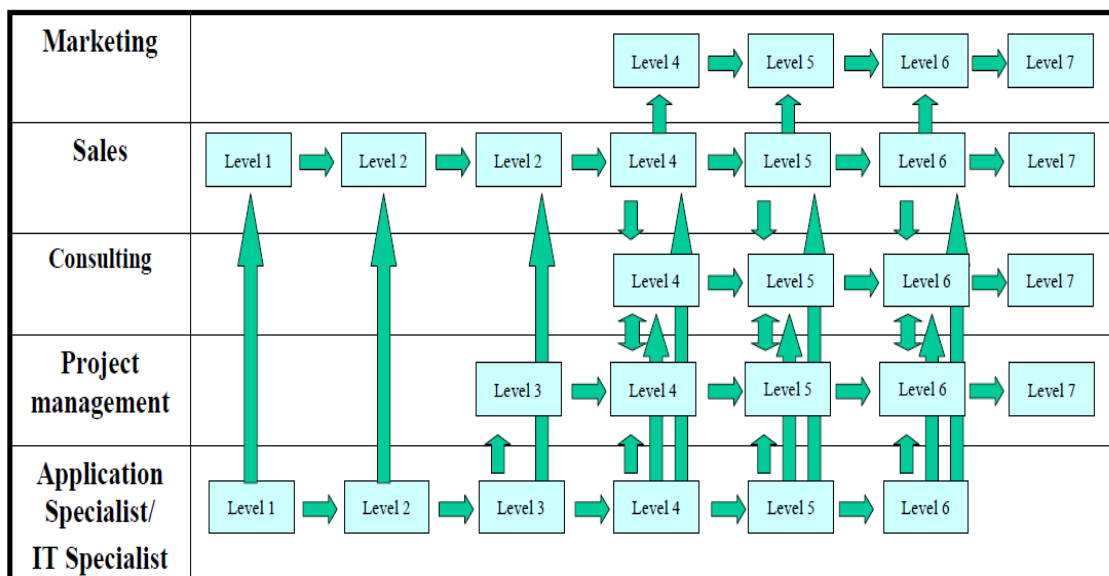 Marketing
Level 4 Level 5 Level 6 Level 7
Sales
Level 1 Level 2 Level 2 Level 4 Level 5 Level 6 Level 7
Consulting
Level 4 Level 5 Level 6 Level 7
Project
management
Level 3 Level 4 Level 5 Level 6 Level 7
Application
Specialist/
IT Specialist
Level 1 Level 2 Level 3 Level 4 Level 5 Level 6